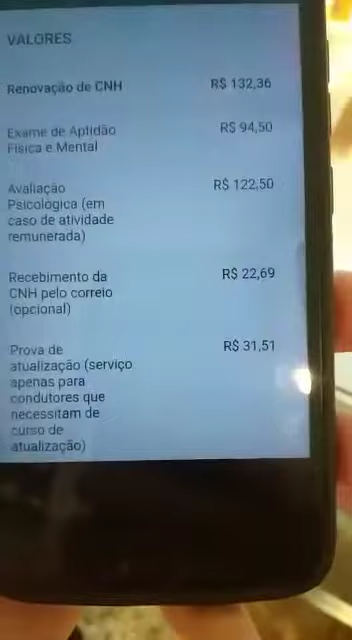 VALORES
Renovação de CNH R$ 132,36
Exame de Aptidão R$ 94,50
Física e Mental
Avaliação R$ 122,50
Psicológica (em
caso de atividade
remunerada)
Recebimento da R$ 22,69
CNH pelo correio
(opcional)
Prova de R$ 31,51
atualização (serviço
apenas para
condutores que
necessitam de
curso de
atualização)